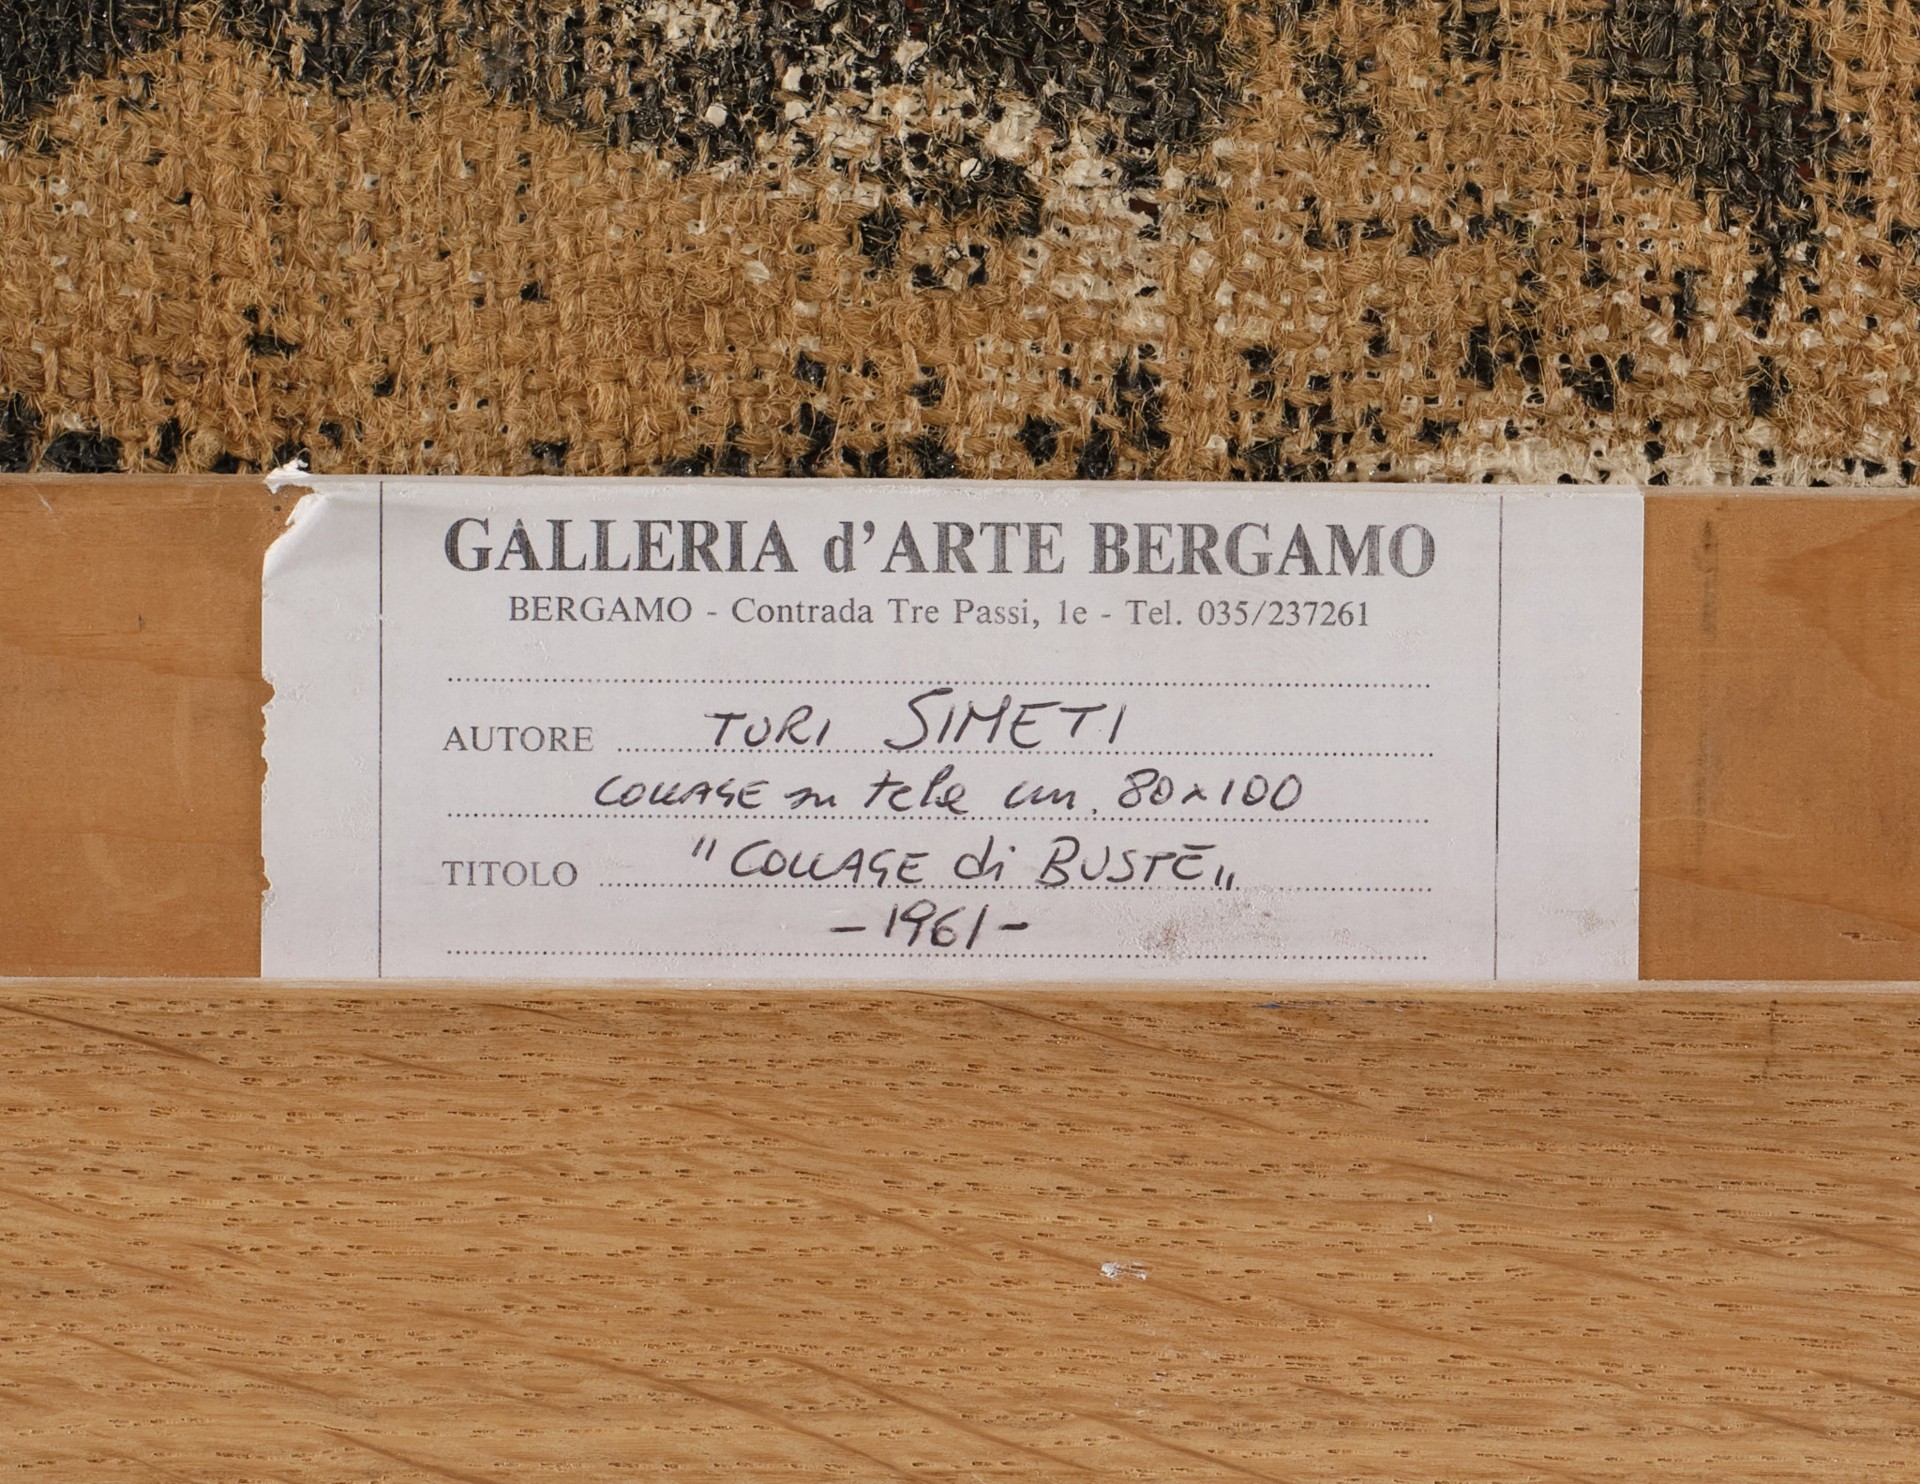 GALLERIA d'ARTE BERGAMO
BERGAMO - Contrada Tre Passi, 1e - Tel. 035/237261
AUTORE TURI SIMETI
COLLAGE su tela cm. 80x100
TITOLO "COLLAGE di BUSTE"
-1961-